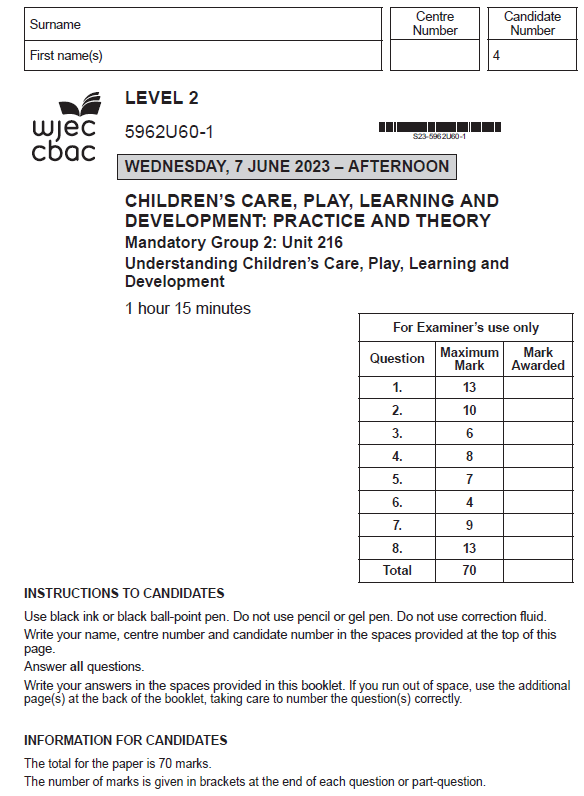 Surname
Centre
Number
Candidate
Number
First name(s)
4
wjec
cbac
LEVEL 2
5962U60-1
S23-5962U60-1
WEDNESDAY, 7 JUNE 2023 – AFTERNOON
CHILDREN'S CARE, PLAY, LEARNING AND
DEVELOPMENT: PRACTICE AND THEORY
Mandatory Group 2: Unit 216
Understanding Children's Care, Play, Learning and
Development
1 hour 15 minutes
For Examiner's use only
Question Maximum Mark Mark Awarded
1. 13
2. 10
3. 6
4. 8
5. 7
6. 4
7. 9
8. 13
Total 70
INSTRUCTIONS TO CANDIDATES
Use black ink or black ball-point pen. Do not use pencil or gel pen. Do not use correction fluid.
Write your name, centre number and candidate number in the spaces provided at the top of this
page.
Answer all questions.
Write your answers in the spaces provided in this booklet. If you run out of space, use the additional
page(s) at the back of the booklet, taking care to number the question(s) correctly.
INFORMATION FOR CANDIDATES
The total for the paper is 70 marks.
The number of marks is given in brackets at the end of each question or part-question.